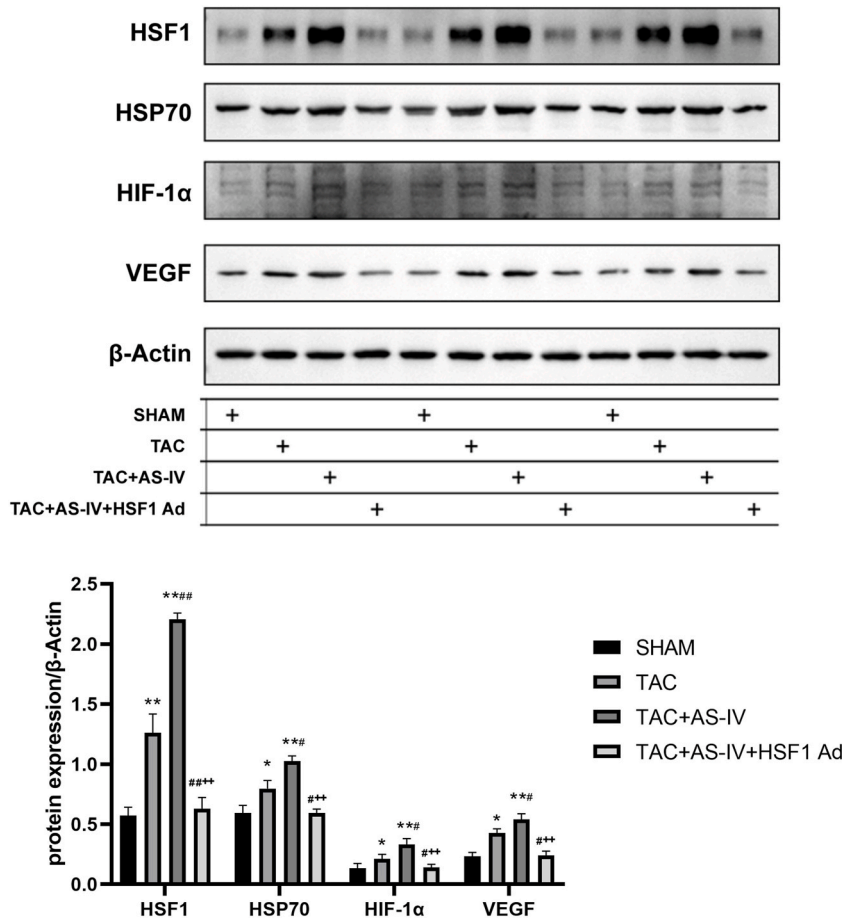 HSF1
HSP70
HIF-1α
VEGF
β-Actin
SHAM + + +
TAC + + +
TAC+AS-IV + + +
TAC+AS-IV+HSF1 Ad + + +
protein expression/β-Actin
2.5
2.0
1.5
1.0
0.5
0.0
** **## ##++
* **# #++
* **# #++
* **# #++
HSF1 HSP70 HIF-1α VEGF
SHAM
TAC
TAC+AS-IV
TAC+AS-IV+HSF1 Ad